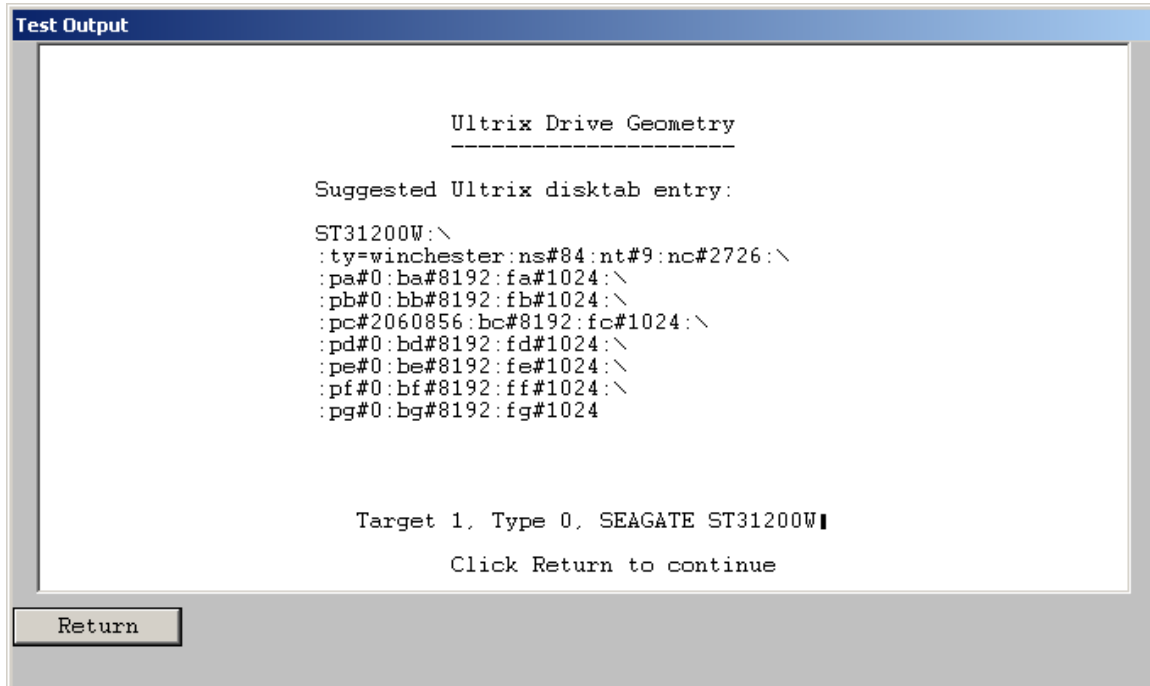 Test Output
Ultrix Drive Geometry
---------------------
Suggested Ultrix disktab entry:
ST31200W:\
:ty=winchester:ns#84:nt#9:nc#2726:\
:pa#0:ba#8192:fa#1024:\
:pb#0:bb#8192:fb#1024:\
:pc#2060856:bc#8192:fc#1024:\
:pd#0:bd#8192:fd#1024:\
:pe#0:be#8192:fe#1024:\
:pf#0:bf#8192:ff#1024:\
:pg#0:bg#8192:fg#1024
Target 1, Type 0, SEAGATE ST31200W
Click Return to continue
Return